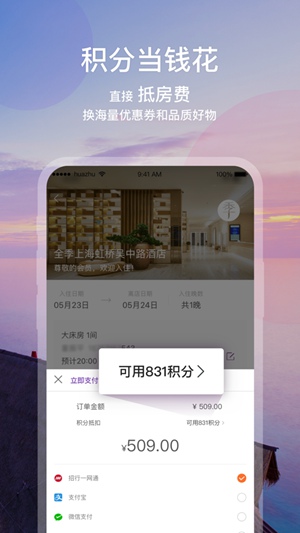 积分当钱花
直接 抵房费
换海量优惠券和品质好物
huazhu 9:41 AM 100%
全季上海虹桥吴中路酒店
尊敬的会员，欢迎入住!
入住日期 离店日期 入住晚数
05月23日 05月24日 共1晚
大床房 1间
预计20:00
立即支付
可用831积分
订单金额 ¥ 509.00
积分抵扣 可用831积分
¥509.00
招行一网通
支付宝
微信支付